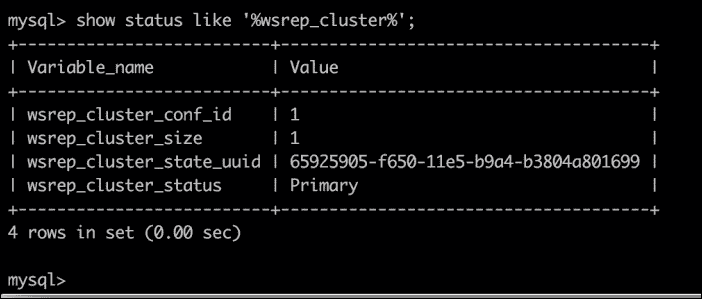 mysql> show status like '%wsrep_cluster%';
+--------------------------+--------------------------------------+
| Variable_name            | Value                                |
+--------------------------+--------------------------------------+
| wsrep_cluster_conf_id    | 1                                    |
| wsrep_cluster_size       | 1                                    |
| wsrep_cluster_state_uuid | 65925905-f650-11e5-b9a4-b3804a801699 |
| wsrep_cluster_status     | Primary                              |
+--------------------------+--------------------------------------+
4 rows in set (0.00 sec)
mysql>